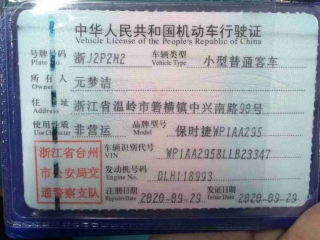 中华人民共和国机动车行驶证
Vehicle License of the People's Republic of China
号牌号码 浙J2P2H2 车辆类型 小型普通客车
Plate No. Vehicle Type
所有人 元梦洁
Owner
住址 浙江省温岭市箬横镇中兴南路90号
Address
使用性质 非营运 品牌型号 保时捷WP1AA295
Use Character Model
浙江省台州 车辆识别代号 WP1AA2958LLB23347
VIN
市公安局交 发动机号码 DLH118993
Engine No.
通警察支队 注册日期 2020-09-29 发证日期 2020-09-29
Register Date Issue Date